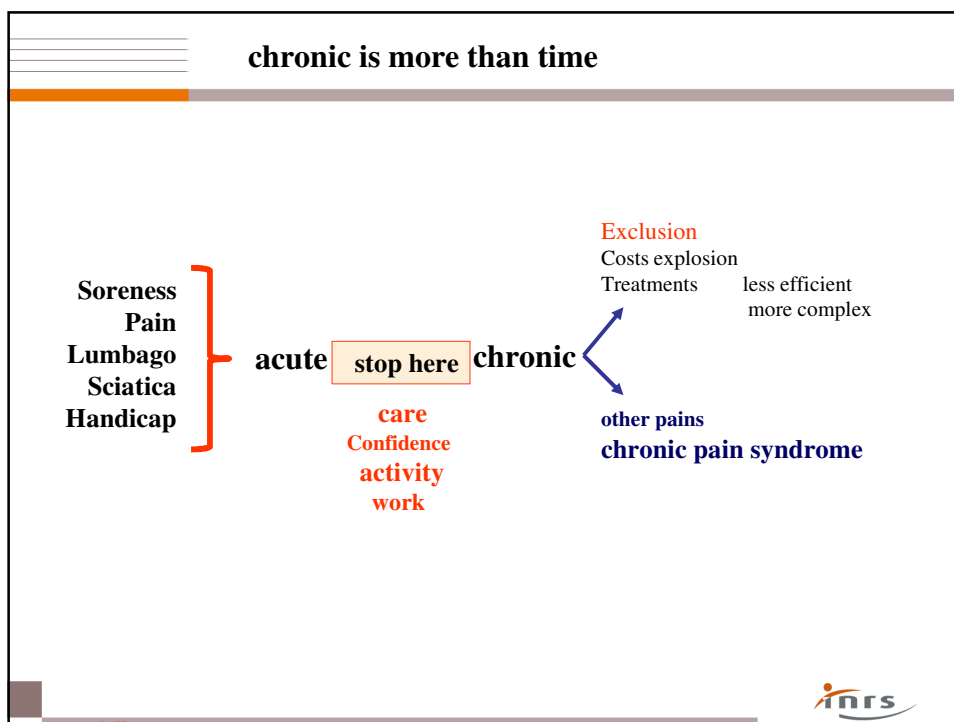 chronic is more than time
Soreness
Pain
Lumbago
Sciatica
Handicap
acute
stop here
chronic
care
Confidence
activity
work
Exclusion
Costs explosion
Treatments less efficient
more complex
other pains
chronic pain syndrome
inrs